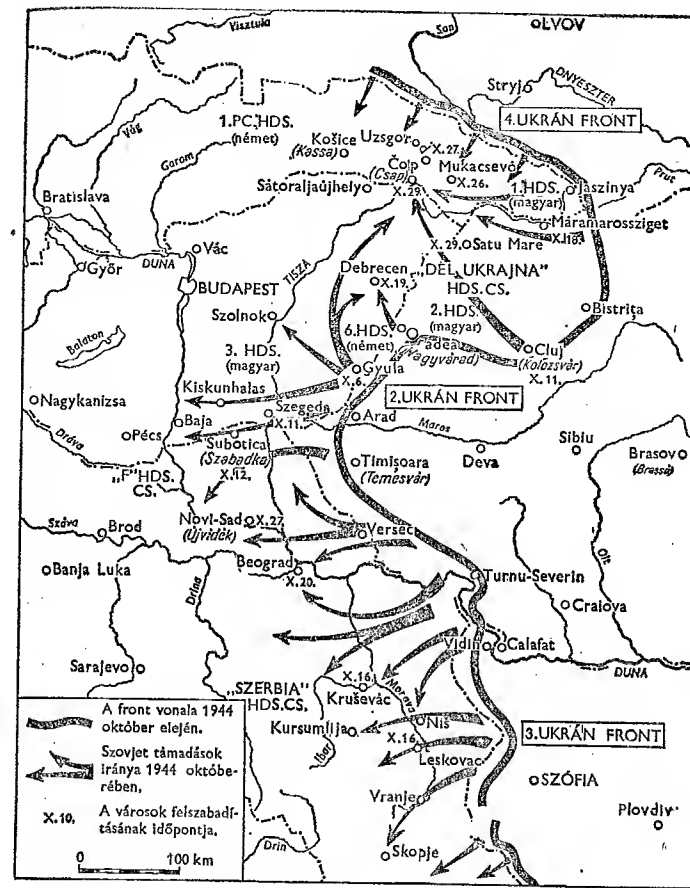 Visztula
San
LVOV
Stryj
DNYESZTER
4. UKRÁN FRONT
Vág
Garam
1. PC. HDS.
(német)
Košice
(Kassa)
Uzsgor
X.27.
Mukacsevó
X.26.
Čop
(Csap)
X.29.
Sátoraljaújhely
1. HDS.
(magyar)
Jaszinya
Prut
Máramarossziget
X.18.
Bratislava
Győr
DUNA
Vác
BUDAPEST
TISZA
X.29.
Satu Mare
Debrecen
X.19.
„DÉL UKRAJNA"
HDS.CS.
2. HDS.
(magyar)
Szolnok
6. HDS.
(német)
Bistrița
Balaton
3. HDS.
(magyar)
(Nagyvárad)
Cluj
(Kolozsvár)
X.11.
Gyula
X.6.
Kiskunhalas
Nagykanizsa
Baja
Szegeda
X.11.
2. UKRÁN FRONT
Arad
Maros
Pécs
Dráva
Subotica
(Szabadka)
X.12.
Deva
Sibiu
Brasov
(Brassó)
„F" HDS.
CS.
Timișoara
(Temesvár)
Novi-Sad
X.27
(Újvidék)
Versec
Száva
Brod
Beograd
X.20.
Olt
Banja Luka
Drina
Turnu-Severin
Craiova
Vidin
Calafat
DUNA
Sarajevo
„SZERBIA"
HDS.CS.
X.16.
Kruševác
Morava
Kursumlija
Ibar
Niš
X.16.
Leskovac
3. UKRÁN FRONT
Vranje
SZÓFIA
Plovdiv
Skopje
Drin
A front vonala 1944
október elején.
Szovjet támadások
iránya 1944 októbe-
rében.
X.10.
A városok felszabadí-
tásának időpontja.
0 100 km